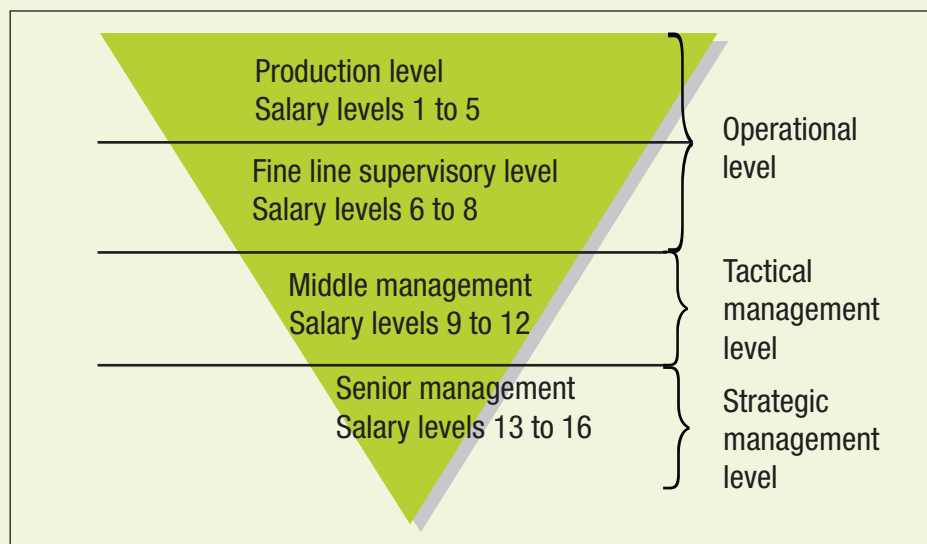 Production level
Salary levels 1 to 5
Operational
level
Fine line supervisory level
Salary levels 6 to 8
Middle management
Salary levels 9 to 12
Tactical
management
level
Senior management
Salary levels 13 to 16
Strategic
management
level